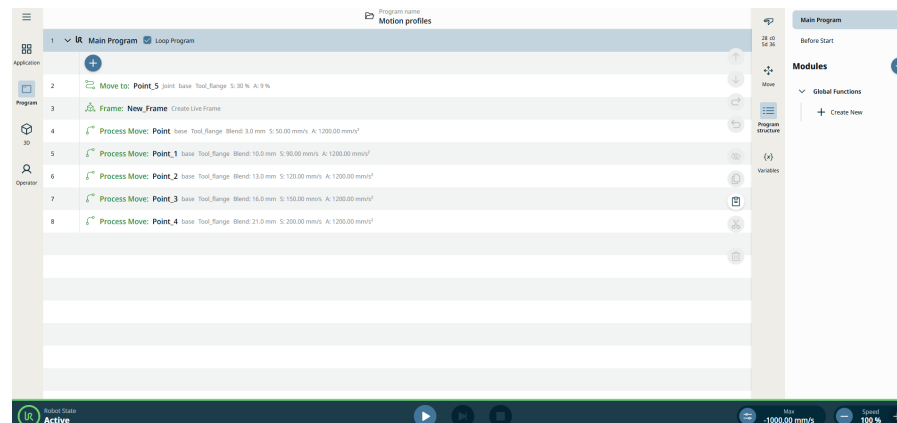 Program name
Motion profiles
Application
Program
3D
Operator
1 Main Program Loop Program
2 Move to: Point_5 Joint base Tool_flange S: 30 % A: 9 %
3 Frame: New_Frame Create Live Frame
4 Process Move: Point base Tool_flange Blend: 3.0 mm S: 50.00 mm/s A: 1200.00 mm/s²
5 Process Move: Point_1 base Tool_flange Blend: 10.0 mm S: 90.00 mm/s A: 1200.00 mm/s²
6 Process Move: Point_2 base Tool_flange Blend: 13.0 mm S: 120.00 mm/s A: 1200.00 mm/s²
7 Process Move: Point_3 base Tool_flange Blend: 16.0 mm S: 150.00 mm/s A: 1200.00 mm/s²
8 Process Move: Point_4 base Tool_flange Blend: 21.0 mm S: 200.00 mm/s A: 1200.00 mm/s²
28 c0
5d 36
Move
Program
structure
{x}
Variables
Main Program
Before Start
Modules
Global Functions
Create New
UR
Robot State
Active
Max
-1000.00 mm/s
Speed
100 %